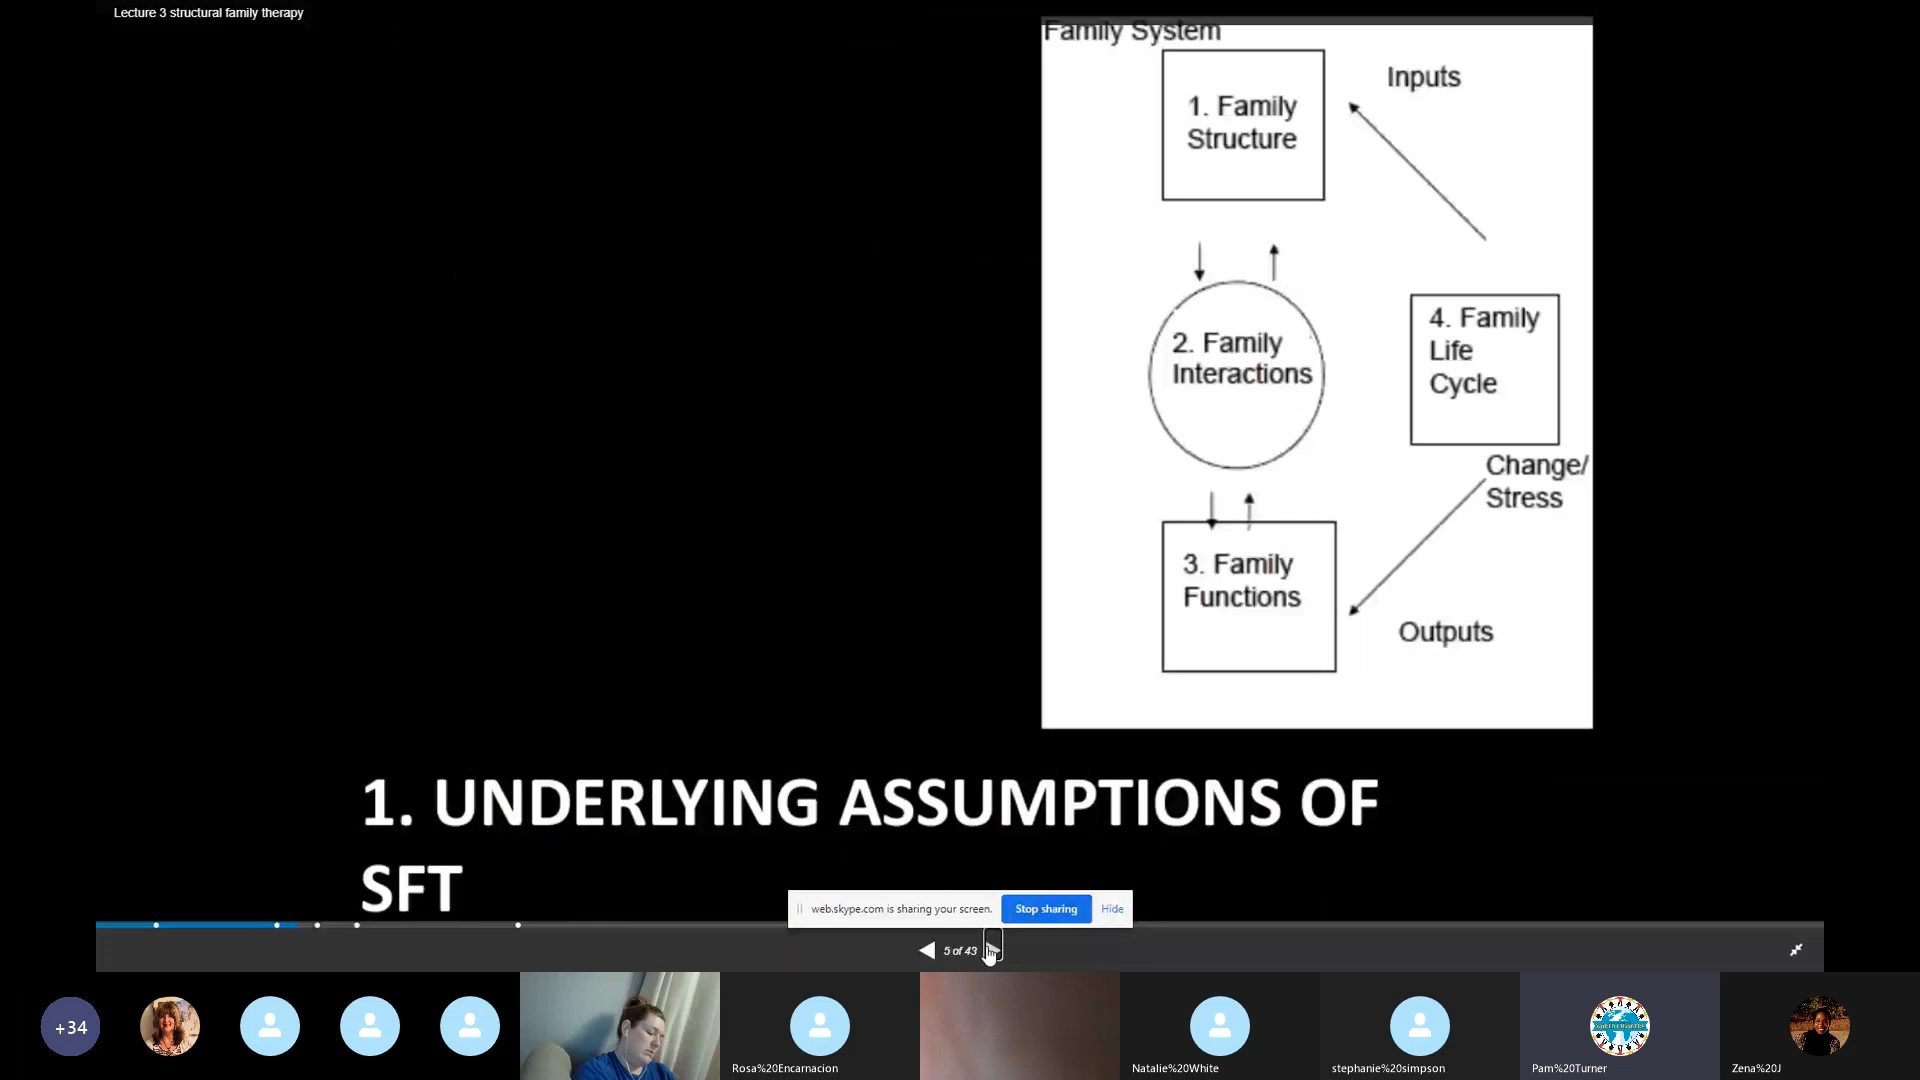 Lecture 3 structural family therapy
Family System
Inputs
1. Family
Structure
2. Family
Interactions
4. Family
Life
Cycle
Change/
Stress
3. Family
Functions
Outputs
1. UNDERLYING ASSUMPTIONS OF
SFT
web.skype.com is sharing your screen.
Stop sharing
Hide
5 of 43
+34
Rosa%20Encarnacion
Natalie%20White
stephanie%20simpson
WORLD CHANGERS
Pam%20Turner
Zena%20J